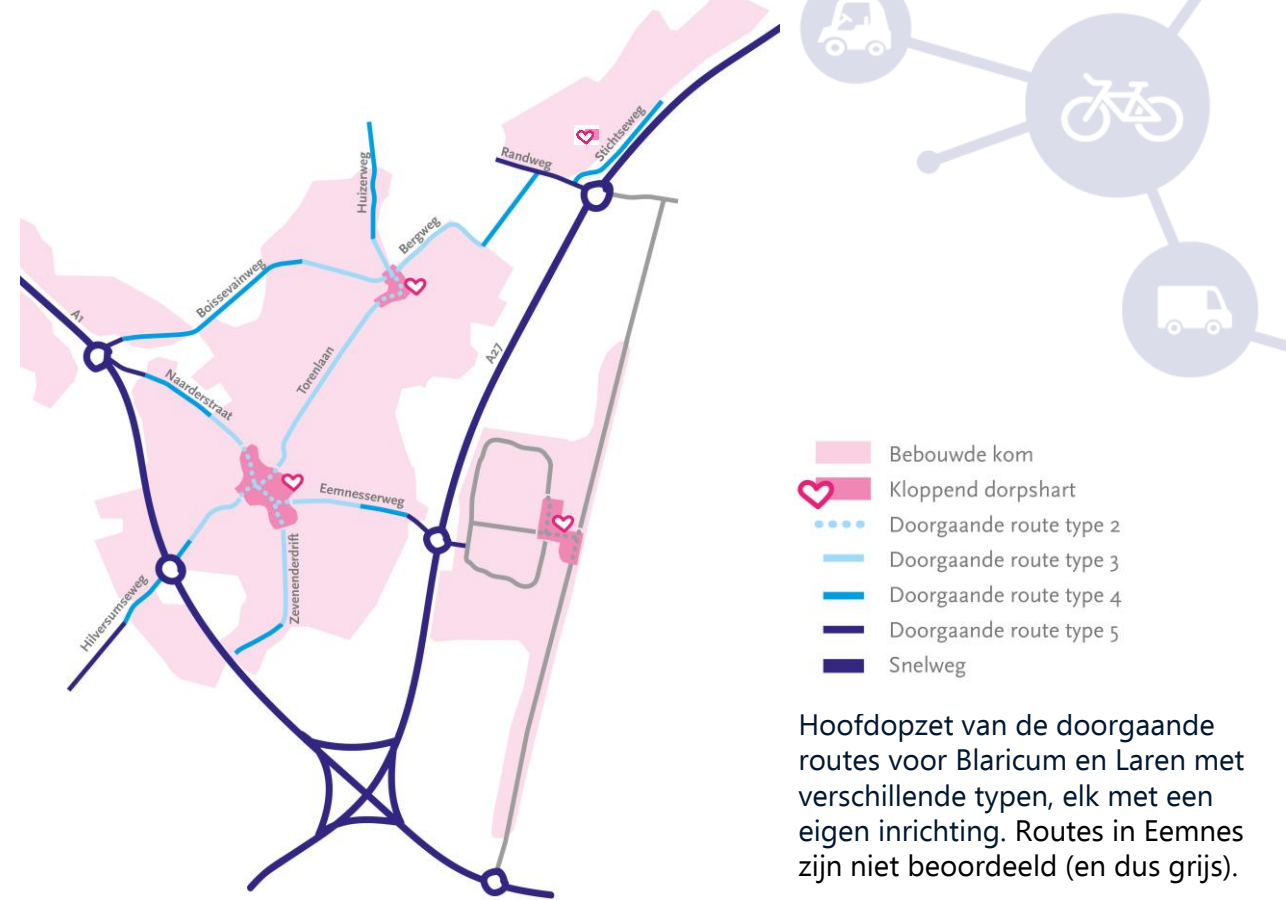 Huizerweg
Bergweg
Randweg
Stichtseweg
Boissevainweg
A1
Naarderstraat
Torenlaan
A27
Eemnesserweg
Zevenenderdrift
Hilversumseweg
Bebouwde kom
Kloppend dorpshart
Doorgaande route type 2
Doorgaande route type 3
Doorgaande route type 4
Doorgaande route type 5
Snelweg
Hoofdopzet van de doorgaande
routes voor Blaricum en Laren met
verschillende typen, elk met een
eigen inrichting. Routes in Eemnes
zijn niet beoordeeld (en dus grijs).